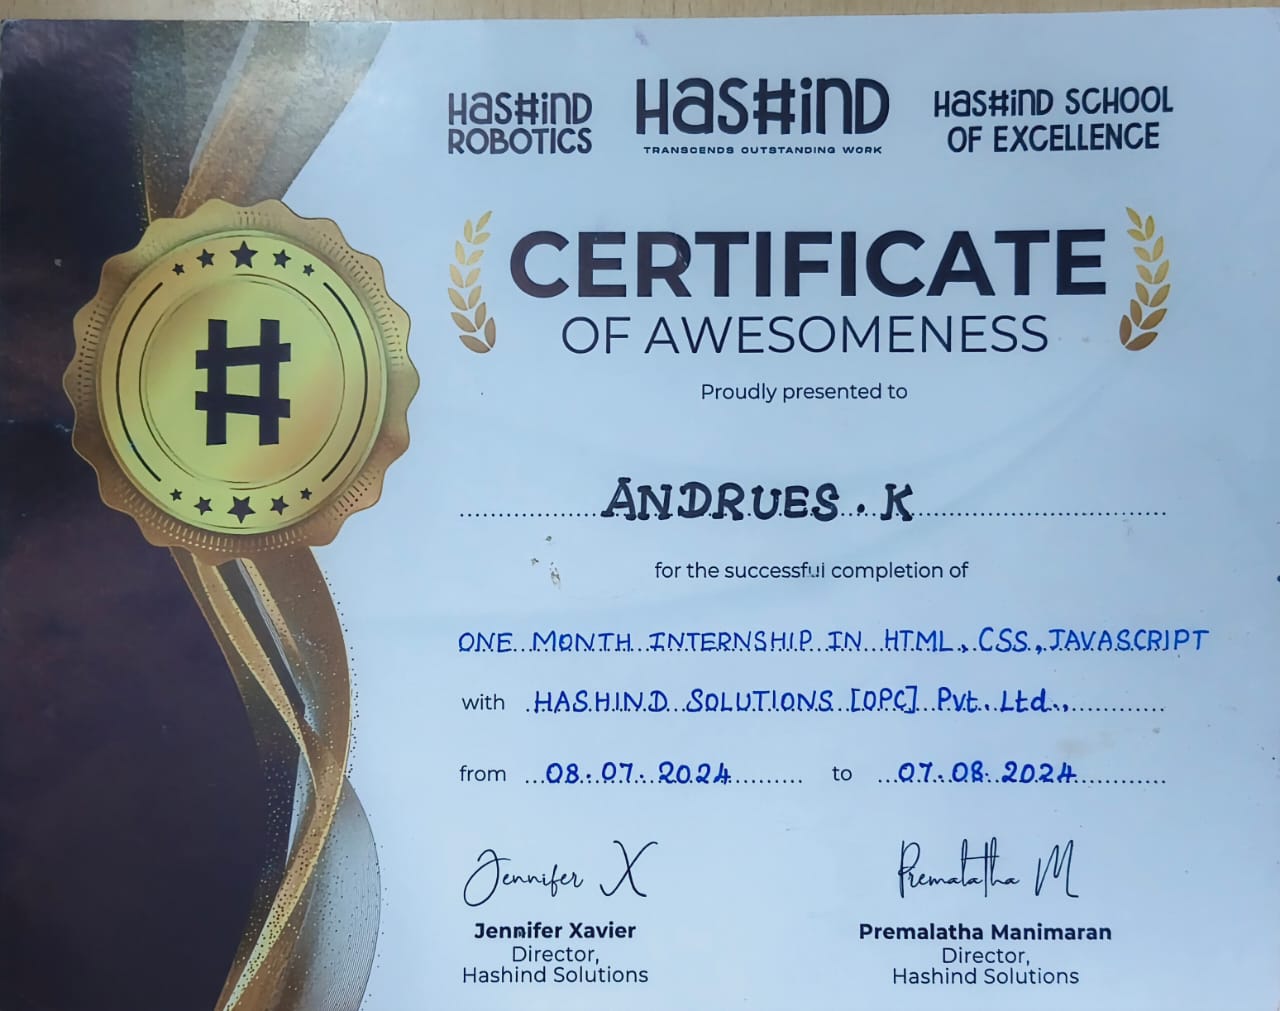 Has#inD ROBOTICS
Has#inD
TRANSCENDS OUTSTANDING WORK
Has#inD SCHOOL OF EXCELLENCE
CERTIFICATE
OF AWESOMENESS
Proudly presented to
ANDRUES . K
for the successful completion of
ONE MONTH INTERNSHIP IN HTML, CSS, JAVASCRIPT
with HASHIND SOLUTIONS [OPC] Pvt. Ltd.,
from 08.07.2024 to 07.08.2024
Jennifer X
Premalatha M
Jennifer Xavier
Director,
Hashind Solutions
Premalatha Manimaran
Director,
Hashind Solutions
#